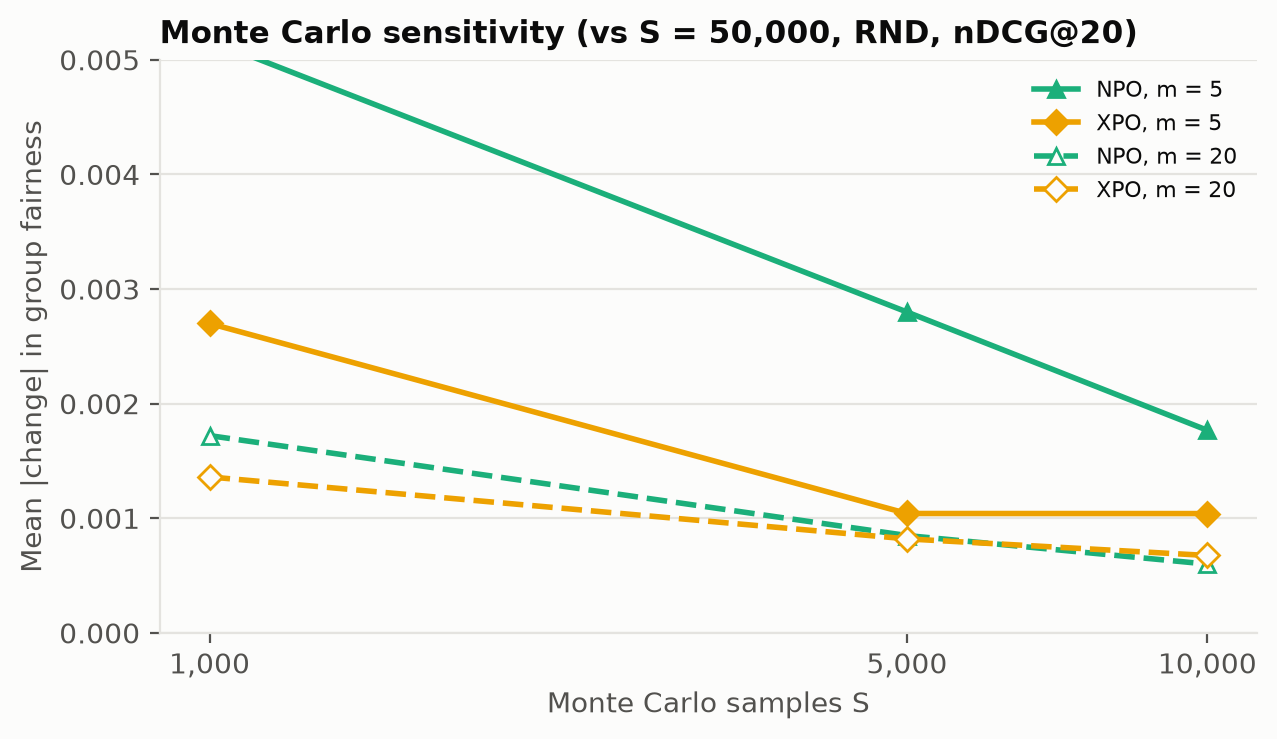 Monte Carlo sensitivity (vs S = 50,000, RND, nDCG@20)
0.005
0.004
0.003
0.002
0.001
0.000
Mean |change| in group fairness
NPO, m = 5
XPO, m = 5
NPO, m = 20
XPO, m = 20
1,000
5,000
10,000
Monte Carlo samples S